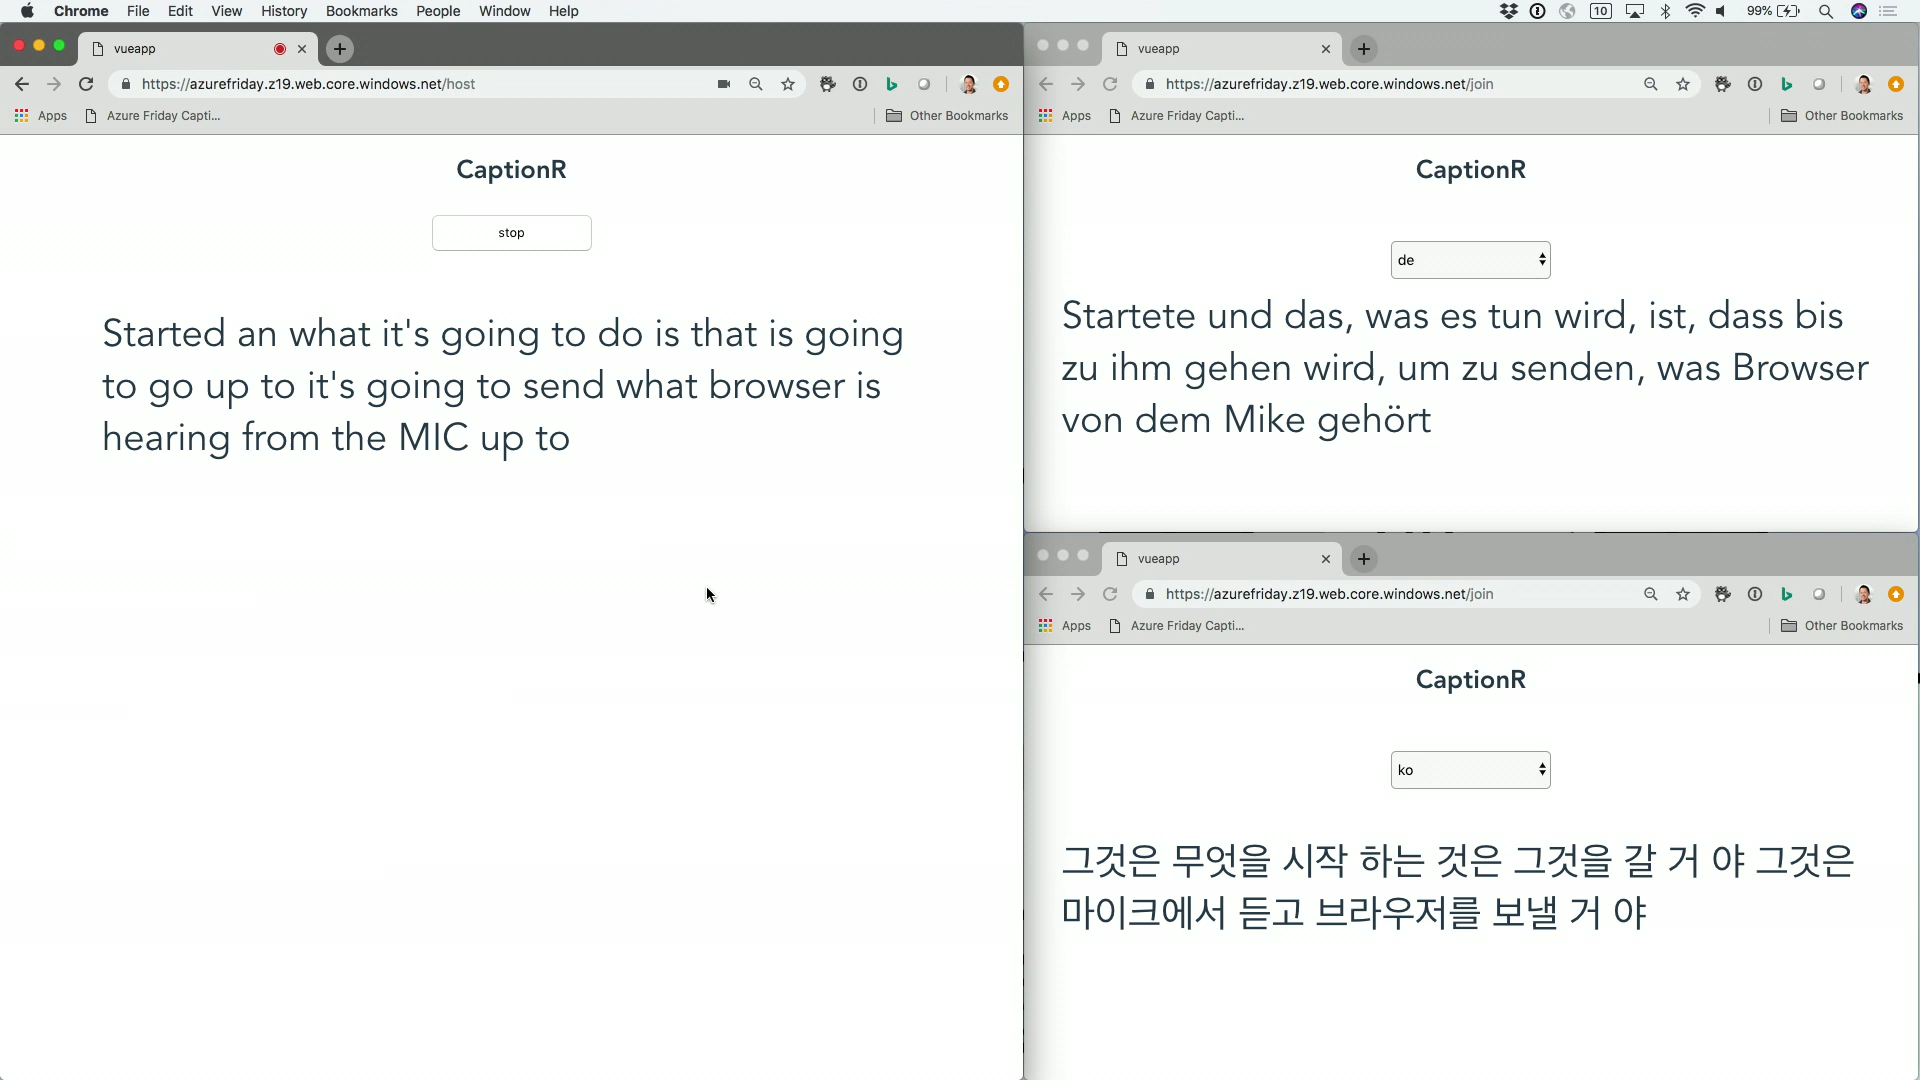 Chrome File Edit View History Bookmarks People Window Help
10 99%
vueapp
https://azurefriday.z19.web.core.windows.net/host
Apps Azure Friday Capti... Other Bookmarks
CaptionR
stop
Started an what it's going to do is that is going
to go up to it's going to send what browser is
hearing from the MIC up to
vueapp
https://azurefriday.z19.web.core.windows.net/join
Apps Azure Friday Capti... Other Bookmarks
CaptionR
de
Startete und das, was es tun wird, ist, dass bis
zu ihm gehen wird, um zu senden, was Browser
von dem Mike gehört
vueapp
https://azurefriday.z19.web.core.windows.net/join
Apps Azure Friday Capti... Other Bookmarks
CaptionR
ko
그것은 무엇을 시작 하는 것은 그것을 갈 거 야 그것은
마이크에서 듣고 브라우저를 보낼 거 야